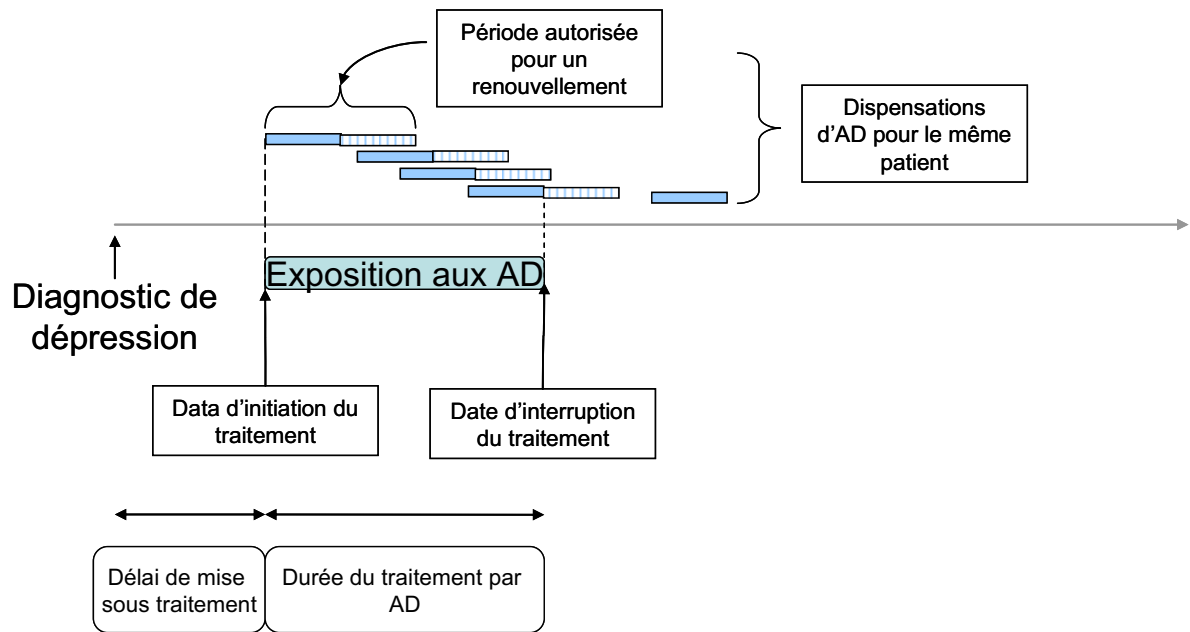 Période autorisée
pour un
renouvellement
Dispensations
d’AD pour le même
patient
Exposition aux AD
Diagnostic de
dépression
Data d’initiation du
traitement
Date d’interruption
du traitement
Délai de mise
sous traitement
Durée du traitement par
AD